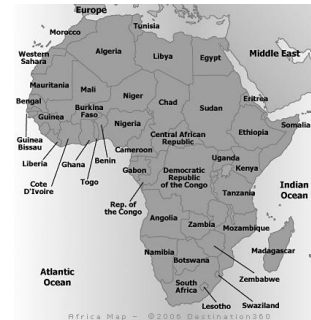 Europe
Tunisia
Morocco
Algeria
Libya
Egypt
Middle East
Western
Sahara
Mauritania
Mali
Niger
Chad
Sudan
Eritrea
Bengal
Guinea
Burkina
Faso
Nigeria
Ethiopia
Somalia
Guinea
Bissau
Central African
Republic
Liberia
Ghana
Benin
Cameroon
Uganda
Kenya
Cote
D'Ivoire
Togo
Gabon
Democratic
Republic
of the Congo
Tanzania
Indian
Ocean
Rep. of
the Congo
Angolia
Zambia
Mozambique
Madagascar
Atlantic
Ocean
Namibia
Botswana
Zembabwe
South
Africa
Lesotho
Swaziland
Africa Map - ©2006 Destination360